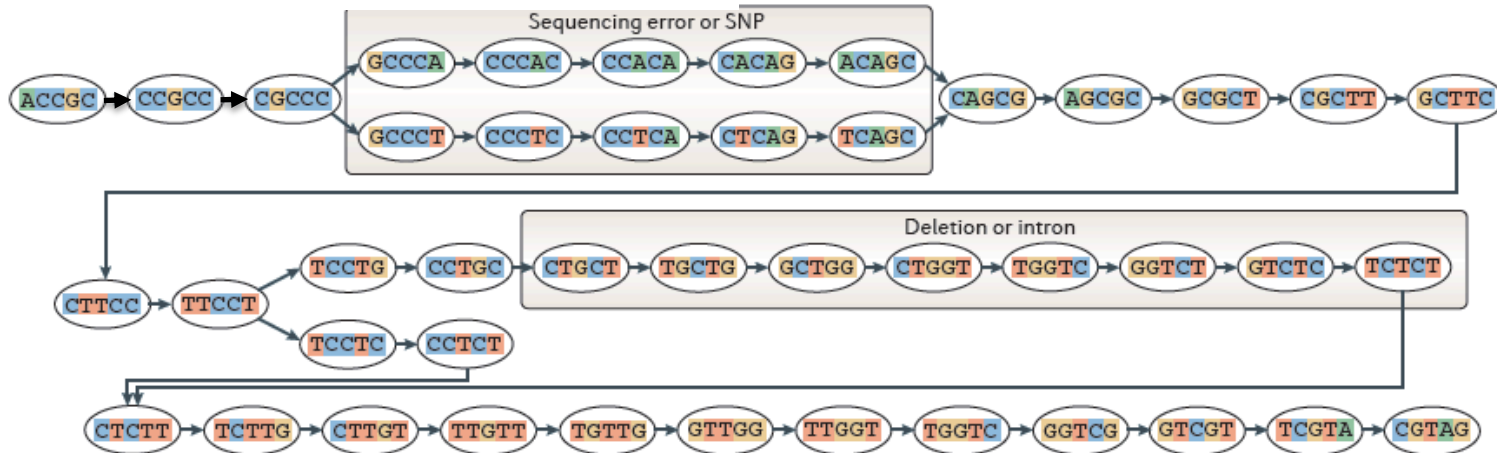 Sequencing error or SNP
GCCCA CCCAC CCACA CACAG ACAGC
ACCGC CCGCC CGCCC CAGCG AGCGC GCGCT CGCTT GCTTC
GCCCT CCCTC CCTCA CTCAG TCAGC
Deletion or intron
TCCTG CCTGC CTGCT TGCTG GCTGG CTGGT TGGTC GGTCT GTCTC TCTCT
CTTCC TTCCT
TCCTC CCTCT
CTCTT TCTTG CTTGT TTGTT TGTTG GTTGG TTGGT TGGTC GGTCG GTCGT TCGTA CGTAG